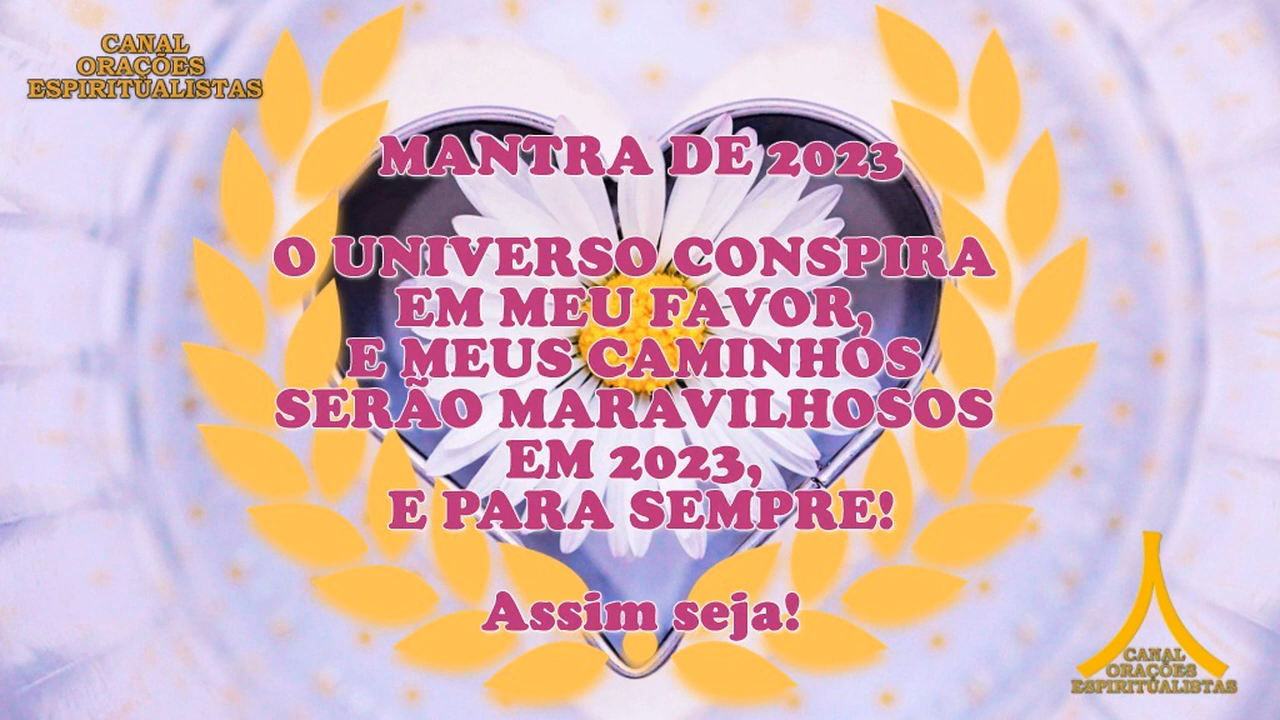 CANAL
ORAÇÕES
ESPIRITUALISTAS
MANTRA DE 2023
O UNIVERSO CONSPIRA
EM MEU FAVOR,
E MEUS CAMINHOS
SERÃO MARAVILHOSOS
EM 2023,
E PARA SEMPRE!
Assim seja!
CANAL
ORAÇÕES
ESPIRITUALISTAS